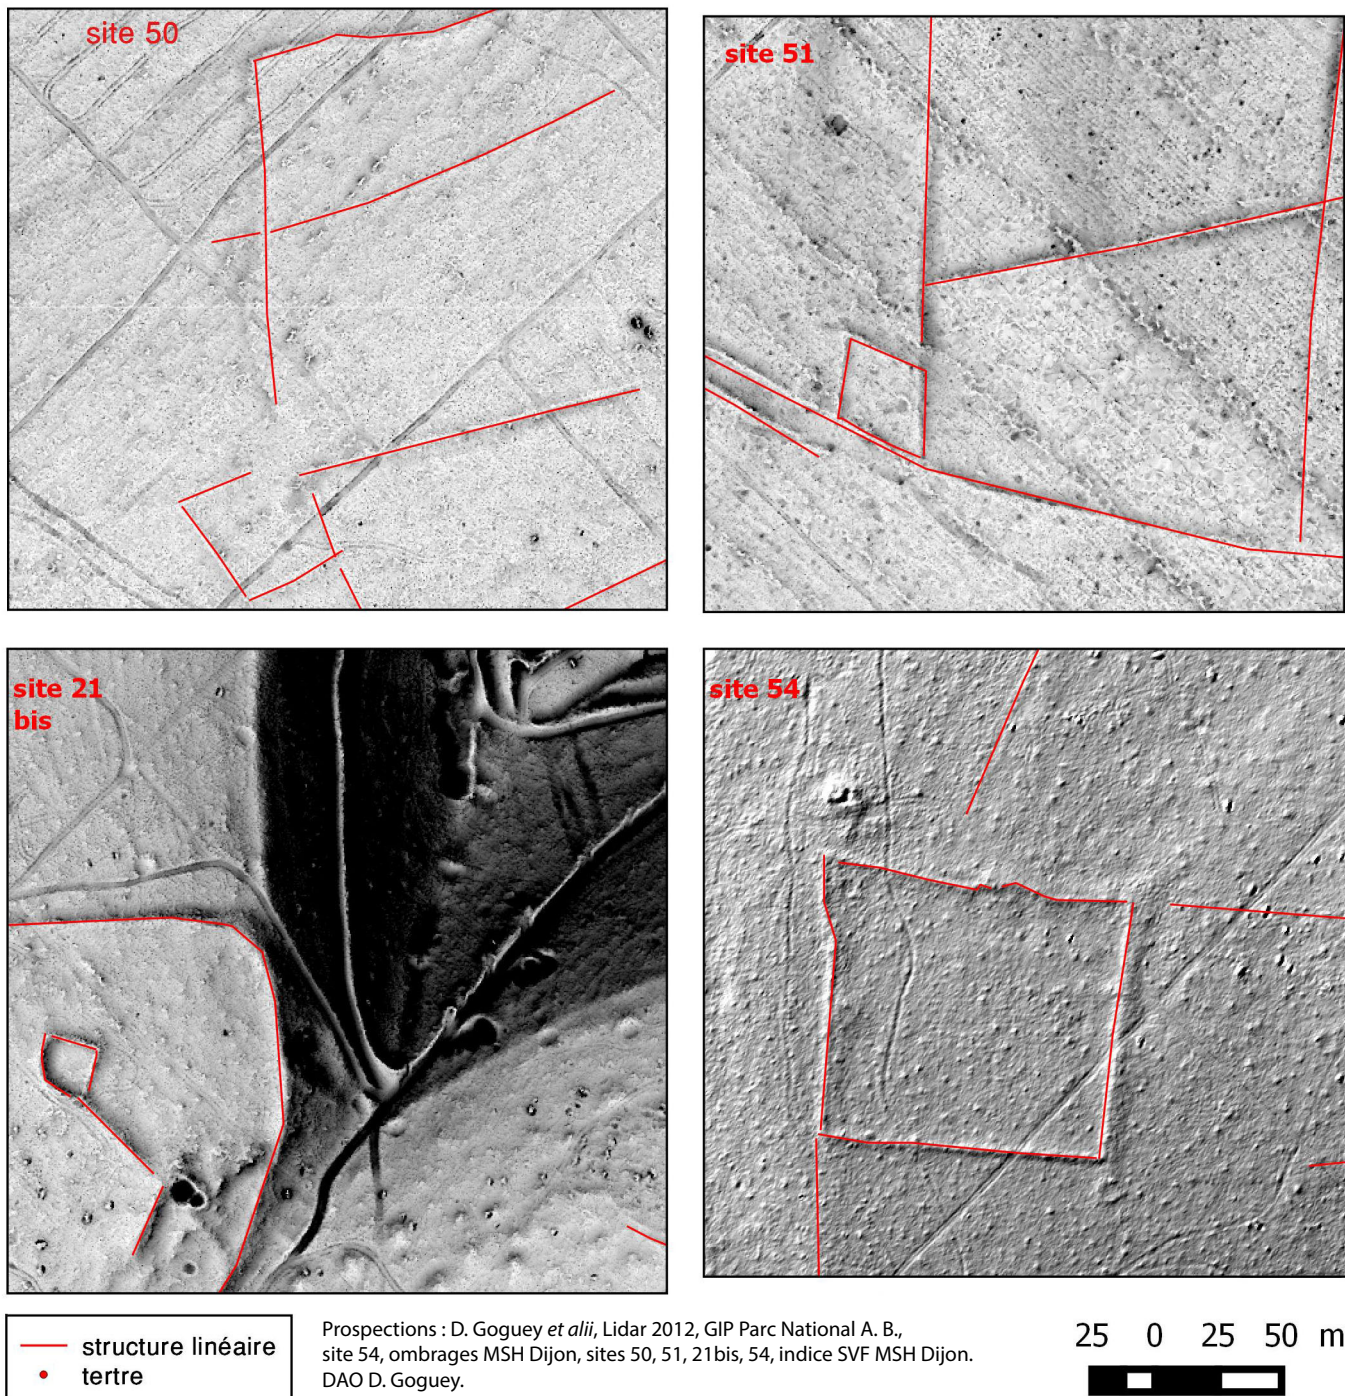 site 50
site 51
site 21
bis
site 54
structure linéaire
tertre
Prospections : D. Goguey et alii, Lidar 2012, GIP Parc National A. B.,
site 54, ombrages MSH Dijon, sites 50, 51, 21bis, 54, indice SVF MSH Dijon.
DAO D. Goguey.
25 0 25 50 m